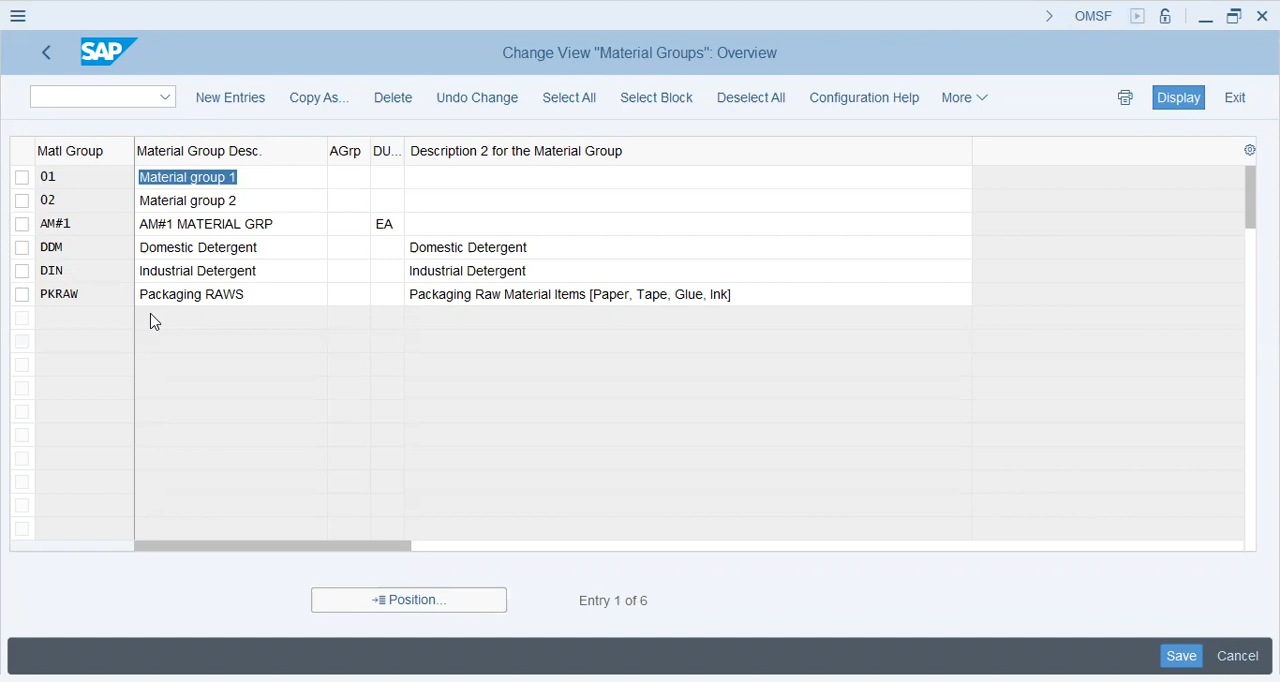 OMSF
SAP
Change View "Material Groups": Overview
New Entries Copy As... Delete Undo Change Select All Select Block Deselect All Configuration Help More Display Exit
Matl Group Material Group Desc. AGrp DU... Description 2 for the Material Group
01 Material group 1
02 Material group 2
AM#1 AM#1 MATERIAL GRP EA
DDM Domestic Detergent Domestic Detergent
DIN Industrial Detergent Industrial Detergent
PKRAW Packaging RAWS Packaging Raw Material Items [Paper, Tape, Glue, Ink]
Position... Entry 1 of 6
Save Cancel